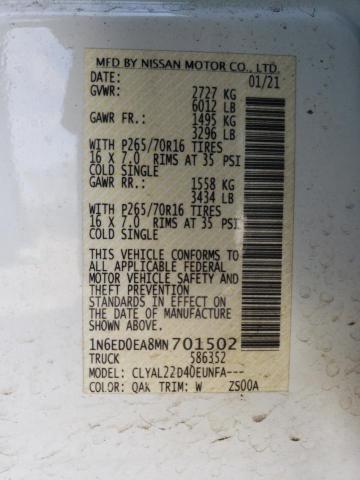 MFD BY NISSAN MOTOR CO., LTD.
DATE: 01/21
GVWR: 2727 KG
6012 LB
GAWR FR.: 1495 KG
3296 LB
WITH P265/70R16 TIRES
16 X 7.0 RIMS AT 35 PSI
COLD SINGLE
GAWR RR.: 1558 KG
3434 LB
WITH P265/70R16 TIRES
16 X 7.0 RIMS AT 35 PSI
COLD SINGLE
THIS VEHICLE CONFORMS TO
ALL APPLICABLE FEDERAL
MOTOR VEHICLE SAFETY AND
THEFT PREVENTION
STANDARDS IN EFFECT ON
THE DATE OF MANUFACTURE
SHOWN ABOVE.
1N6ED0EA8MN701502
TRUCK 586352
MODEL: CLYAL22D40EUNFA---
COLOR: QAK TRIM: W ZS00A